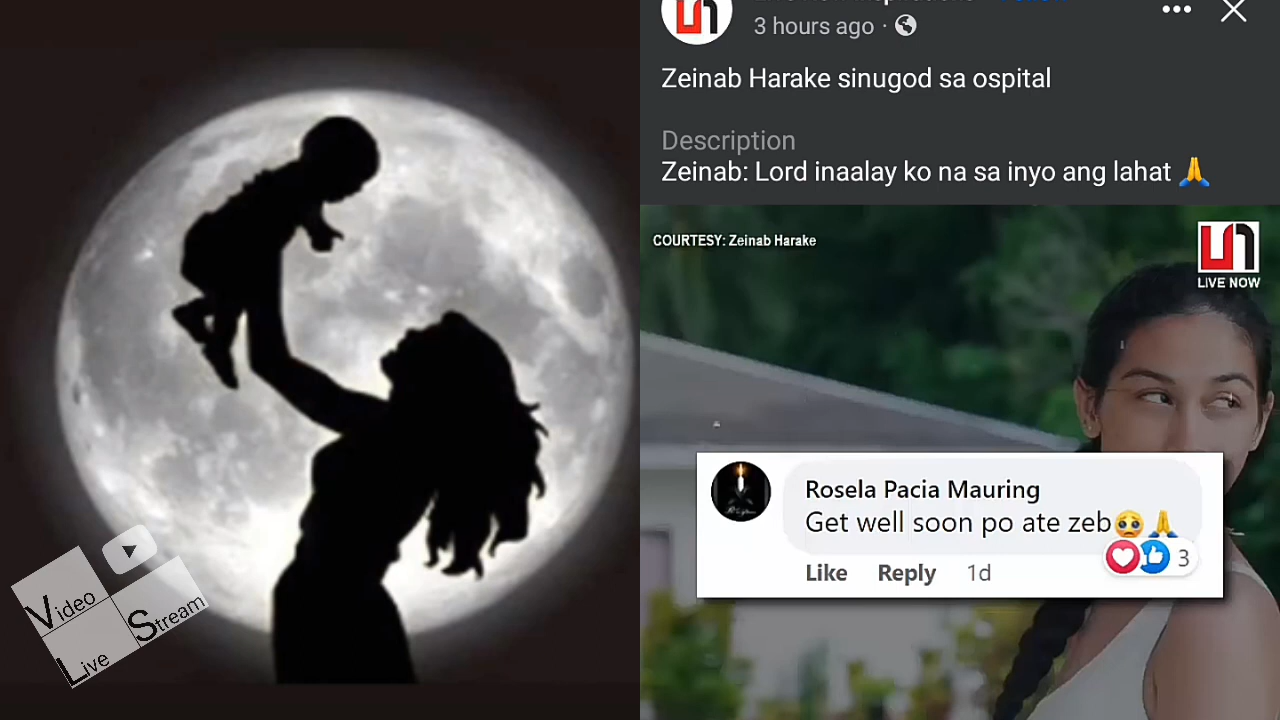 Video
Live
Stream
3 hours ago ·
Zeinab Harake sinugod sa ospital
Description
Zeinab: Lord inaalay ko na sa inyo ang lahat 🙏
COURTESY: Zeinab Harake
LIVE NOW
Rosela Pacia Mauring
Get well soon po ate zeb🥺🙏
Like Reply 1d
3